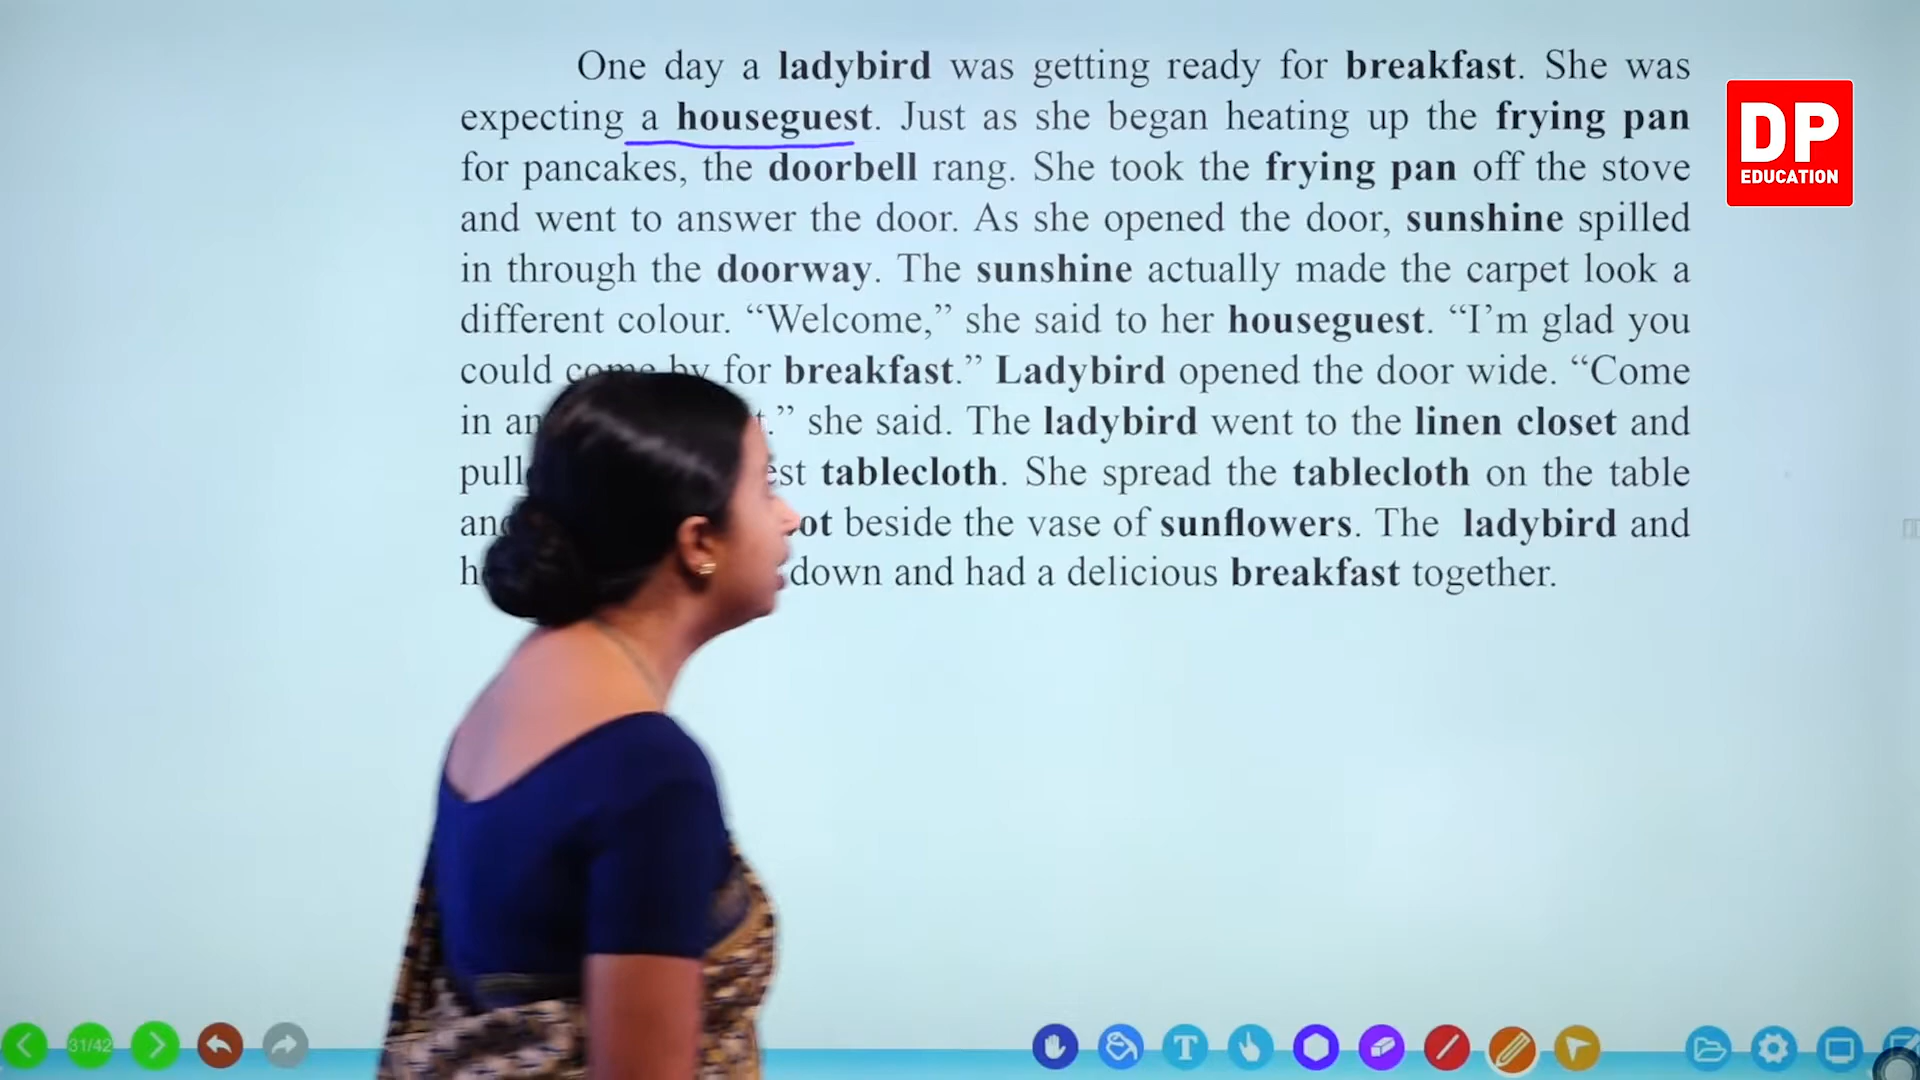 One day a ladybird was getting ready for breakfast. She was
expecting a houseguest. Just as she began heating up the frying pan
for pancakes, the doorbell rang. She took the frying pan off the stove
and went to answer the door. As she opened the door, sunshine spilled
in through the doorway. The sunshine actually made the carpet look a
different colour. “Welcome,” she said to her houseguest. “I’m glad you
could come by for breakfast.” Ladybird opened the door wide. “Come
in she said. The ladybird went to the linen closet and
tablecloth. She spread the tablecloth on the table
beside the vase of sunflowers. The ladybird and
down and had a delicious breakfast together.
DP
EDUCATION
31/42